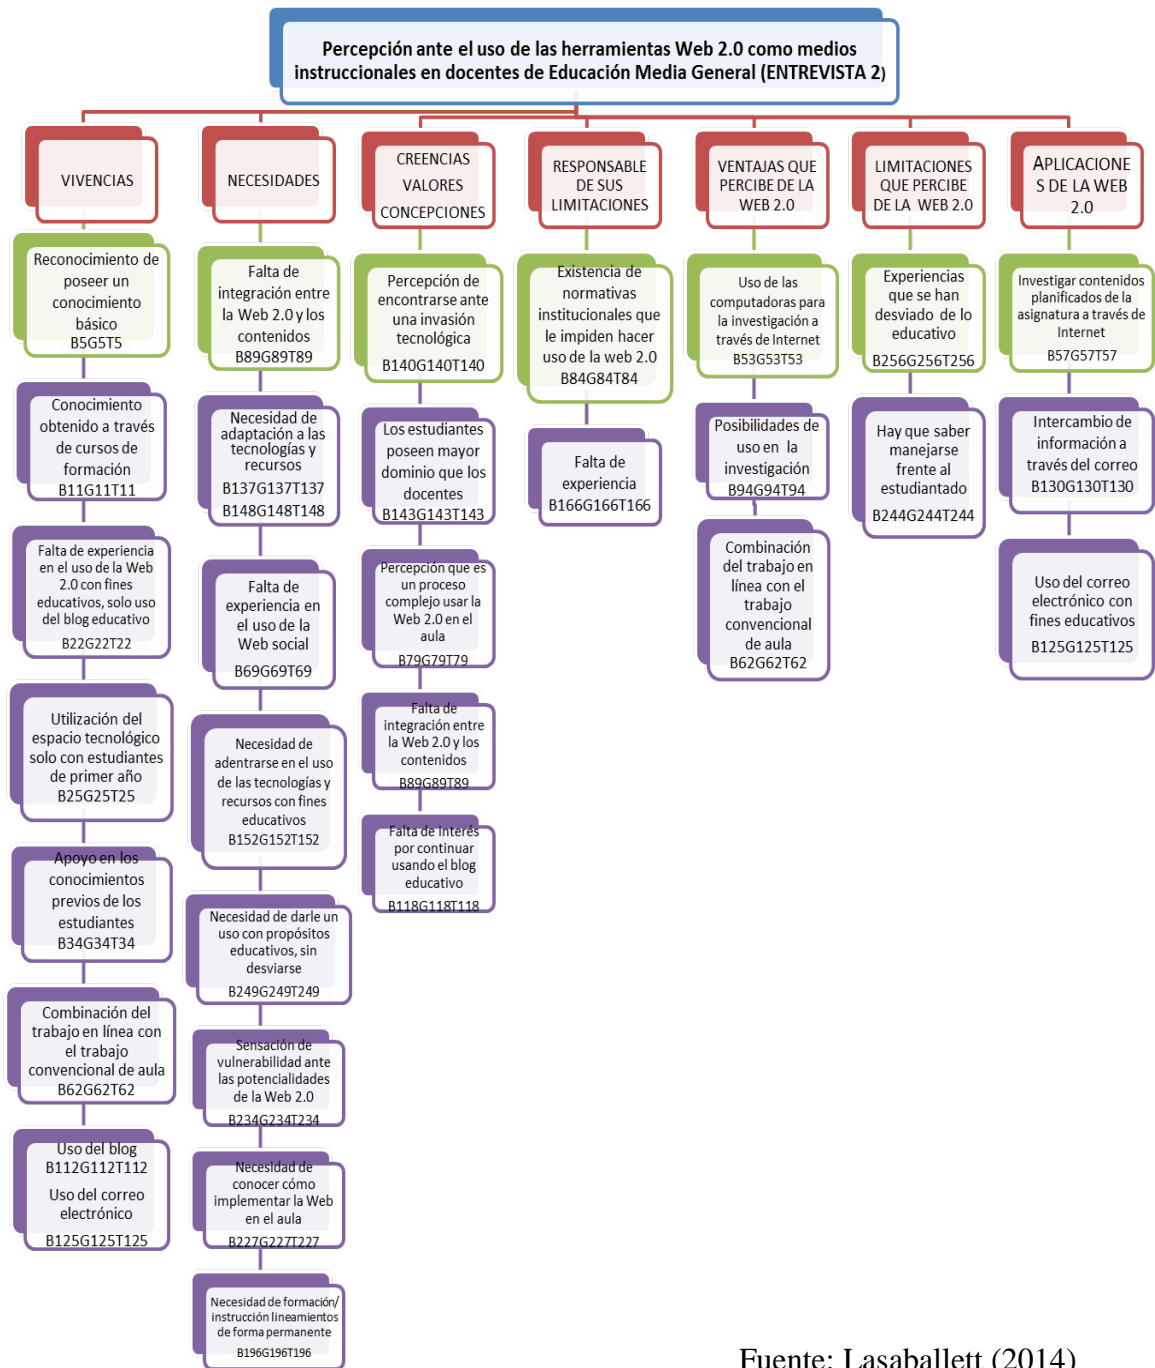 Percepción ante el uso de las herramientas Web 2.0 como medios
instruccionales en docentes de Educación Media General (ENTREVISTA 2)
VIVENCIAS
Reconocimiento de
poseer un
conocimiento
básico
B5G5T5
Conocimiento
obtenido a través
de cursos de
formación
B11G11T11
Falta de experiencia
en el uso de la Web
2.0 con fines
educativos, solo uso
del blog educativo
B22G22T22
Utilización del
espacio tecnológico
solo con estudiantes
de primer año
B25G25T25
Apoyo en los
conocimientos
previos de los
estudiantes
B34G34T34
Combinación del
trabajo en línea con
el trabajo
convencional de aula
B62G62T62
Uso del blog
B112G112T112
Uso del correo
electrónico
B125G125T125
NECESIDADES
Falta de
integración entre
la Web 2.0 y los
contenidos
B89G89T89
Necesidad de
adaptación a las
tecnologías y
recursos
B137G137T137
B148G148T148
Falta de
experiencia en
el uso de la
Web social
B69G69T69
Necesidad de
adentrarse en el uso
de las tecnologías y
recursos con fines
educativos
B152G152T152
Necesidad de darle un
uso con propósitos
educativos, sin
desviarse
B249G249T249
Sensación de
vulnerabilidad ante
las potencialidades
de la Web 2.0
B234G234T234
Necesidad de
conocer cómo
implementar la Web
en el aula
B227G227T227
Necesidad de formación/
instrucción lineamientos
de forma permanente
B196G196T196
CREENCIAS
VALORES
CONCEPCIONES
Percepción de
encontrarse ante
una invasión
tecnológica
B140G140T140
Los estudiantes
poseen mayor
dominio que los
docentes
B143G143T143
Percepción que es
un proceso
complejo usar la
Web 2.0 en el
aula
B79G79T79
Falta de
integración entre
la Web 2.0 y los
contenidos
B89G89T89
Falta de Interés
por continuar
usando el blog
educativo
B118G118T118
RESPONSABLE
DE SUS
LIMITACIONES
Existencia de
normativas
institucionales que
le impiden hacer
uso de la web 2.0
B84G84T84
Falta de
experiencia
B166G166T166
VENTAJAS QUE
PERCIBE DE LA
WEB 2.0
Uso de las
computadoras para
la investigación a
través de Internet
B53G53T53
Posibilidades de
uso en la
investigación
B94G94T94
Combinación
del trabajo en
línea con el
trabajo
convencional
de aula
B62G62T62
LIMITACIONES
QUE PERCIBE
DE LA WEB 2.0
Experiencias
que se han
desviado de lo
educativo
B256G256T256
Hay que saber
manejarse
frente al
estudiantado
B244G244T244
APLICACIONE
S DE LA WEB
2.0
Investigar contenidos
planificados de la
asignatura a través de
Internet
B57G57T57
Intercambio de
información a
través del correo
B130G130T130
Uso del correo
electrónico con
fines educativos
B125G125T125
Fuente: Lasaballett (2014)